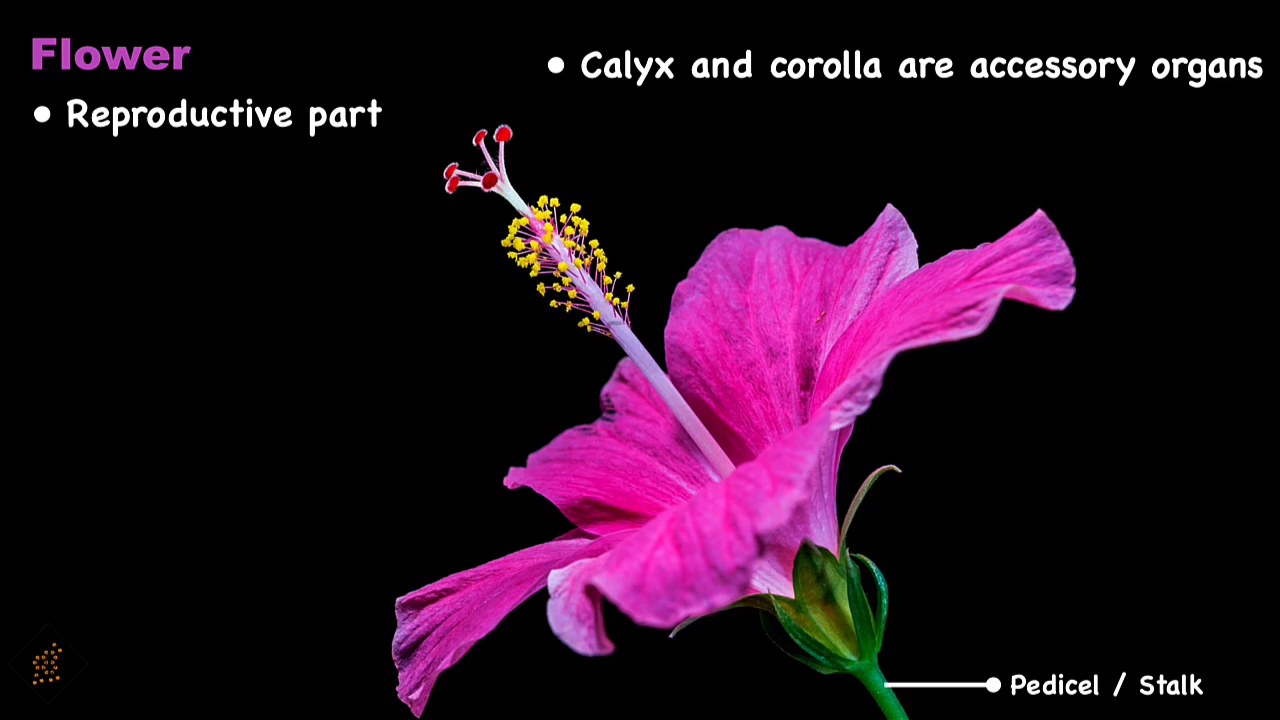 Flower
• Reproductive part
• Calyx and corolla are accessory organs
Pedicel / Stalk